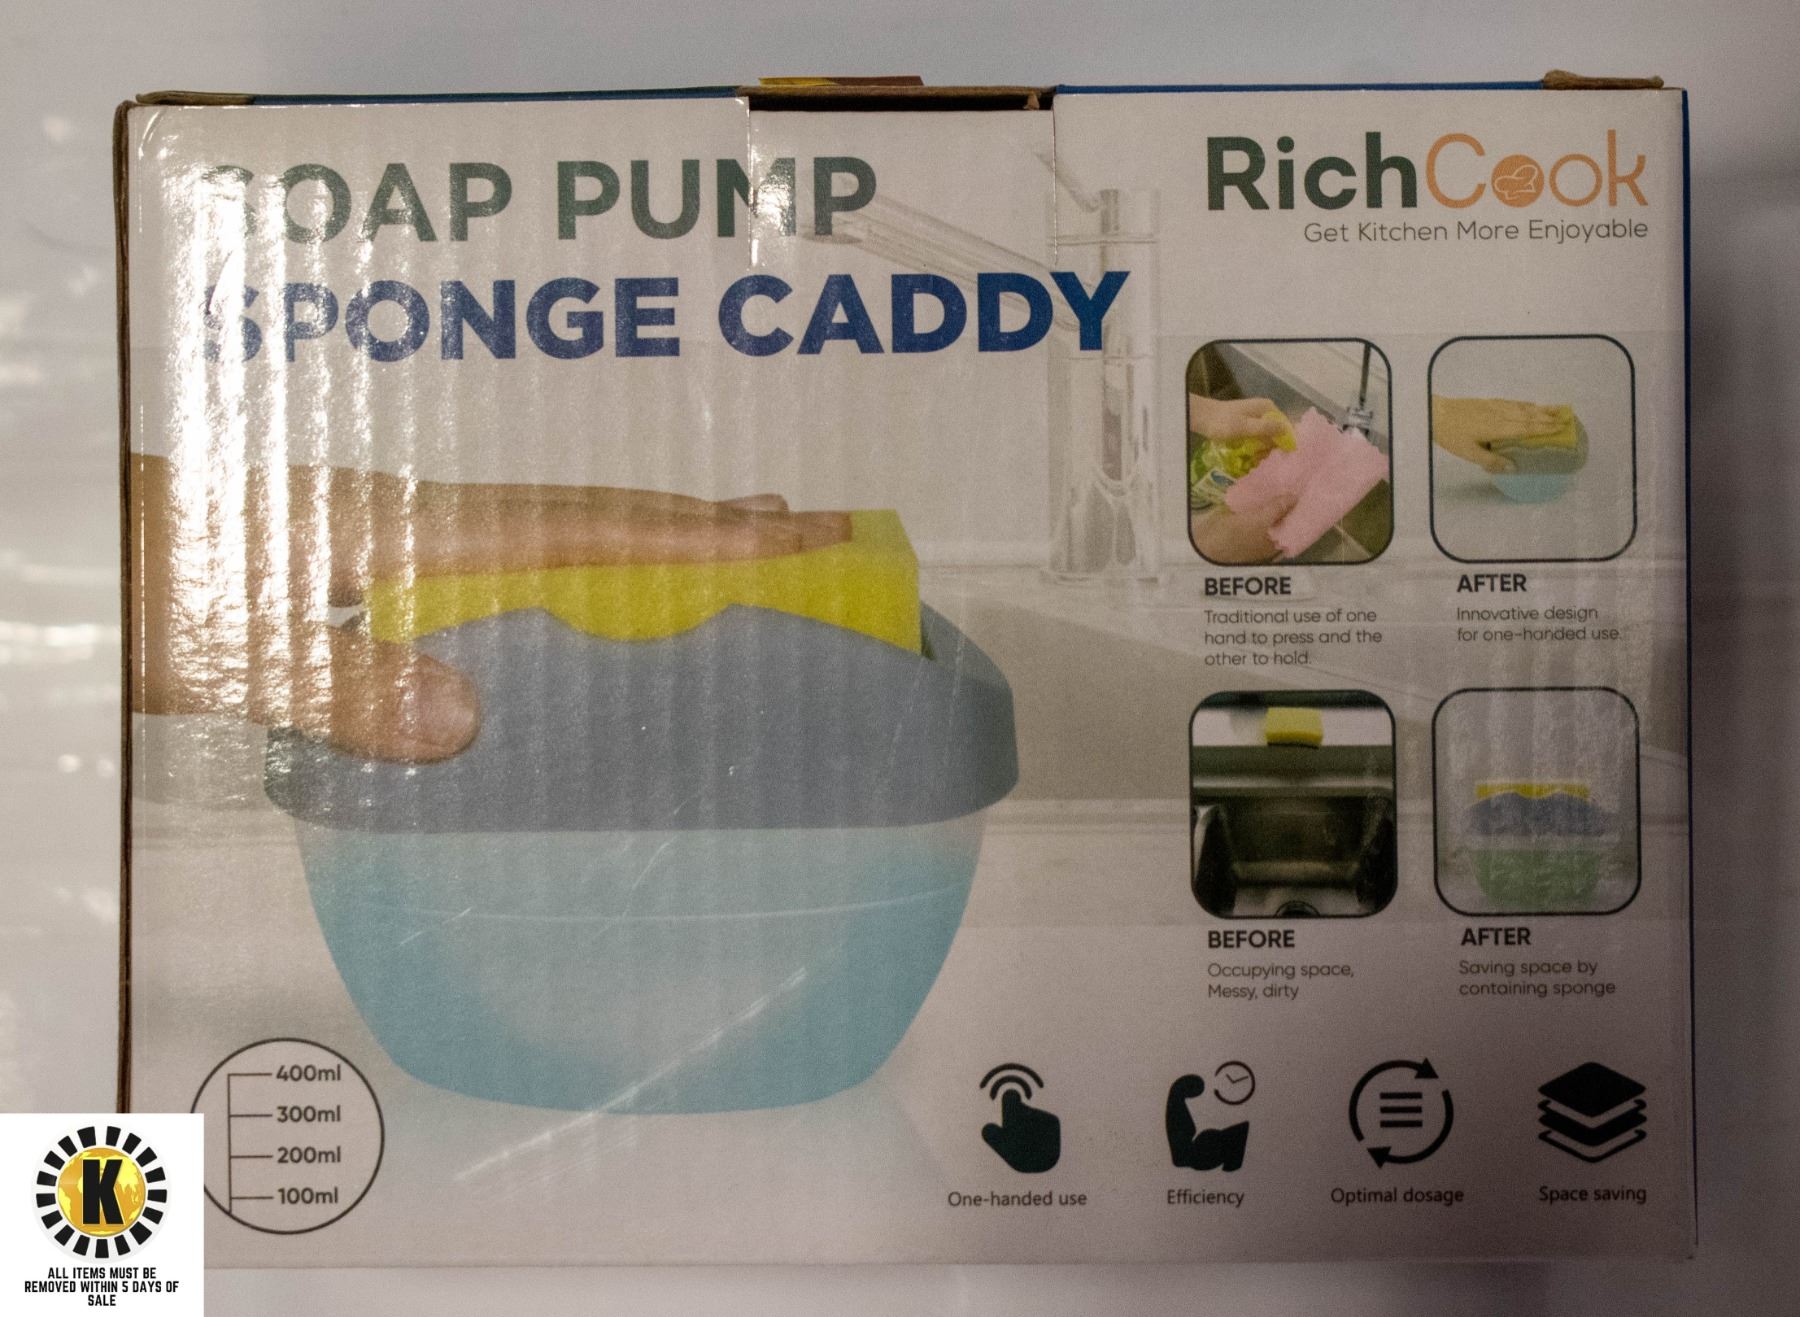 SOAP PUMP
SPONGE CADDY
RichCook
Get Kitchen More Enjoyable
BEFORE
Traditional use of one
hand to press and the
other to hold.
AFTER
Innovative design
for one-handed use.
BEFORE
Occupying space,
Messy, dirty
AFTER
Saving space by
containing sponge
400ml
300ml
200ml
100ml
One-handed use
Efficiency
Optimal dosage
Space saving
K
ALL ITEMS MUST BE
REMOVED WITHIN 5 DAYS OF
SALE